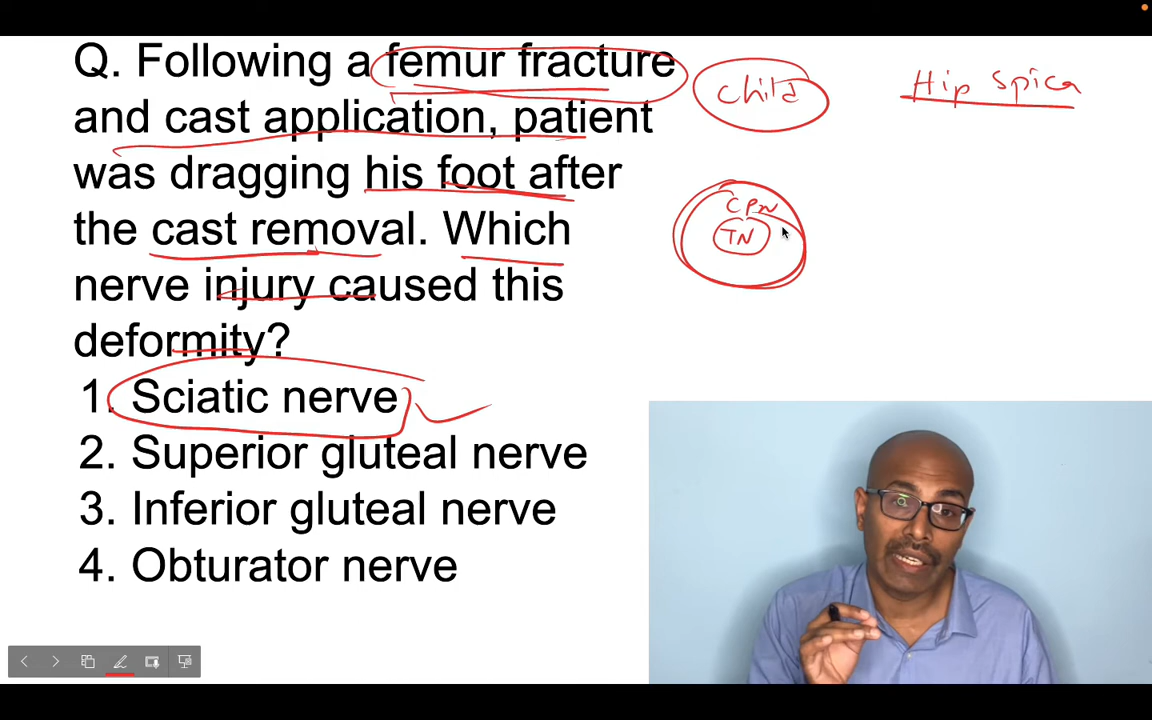 Q. Following a femur fracture
and cast application, patient
was dragging his foot after
the cast removal. Which
nerve injury caused this
deformity?
1. Sciatic nerve
2. Superior gluteal nerve
3. Inferior gluteal nerve
4. Obturator nerve
child
Hip Spica
CPN
TN